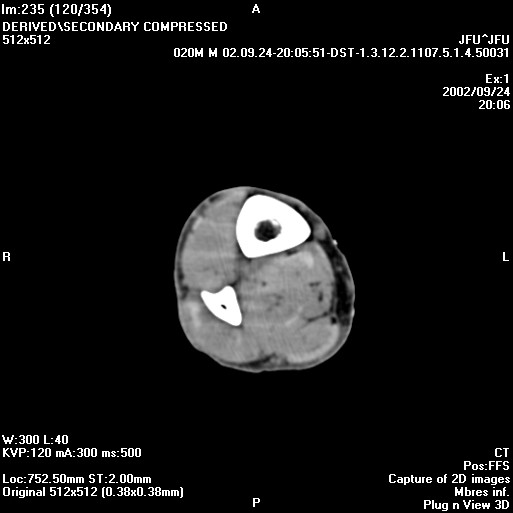 Im:235 (120/354)
A
DERIVED\SECONDARY COMPRESSED
512x512
JFU^JFU
020M M 02.09.24-20:05:51-DST-1.3.12.2.1107.5.1.4.50031
Ex:1
2002/09/24
20:06
R
L
W:300 L:40
KVP:120 mA:300 ms:500
CT
Pos:FFS
Loc:752.50mm ST:2.00mm
Capture of 2D images
Original 512x512 (0.38x0.38mm)
Mbres inf.
P
Plug n View 3D